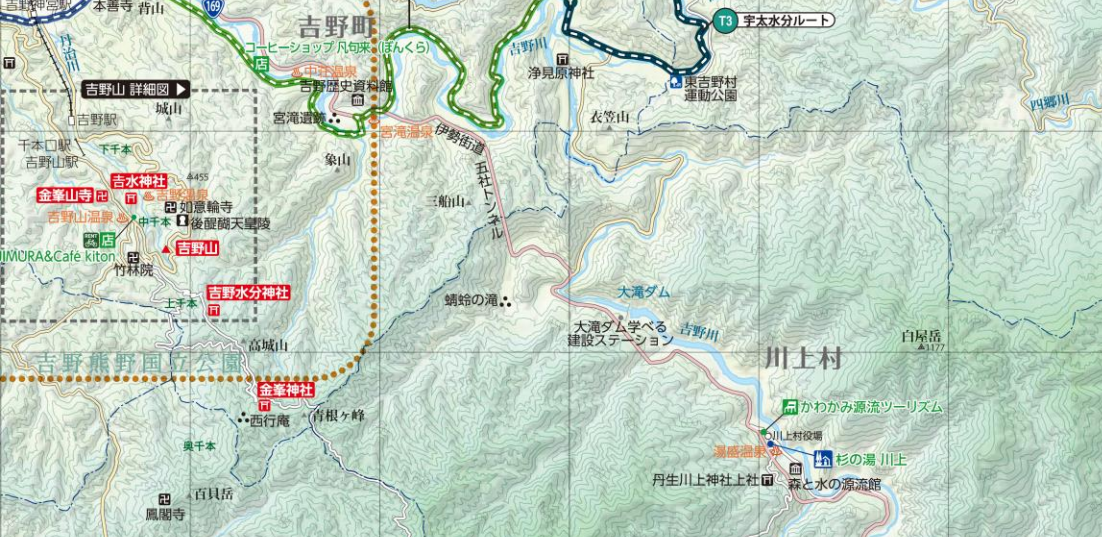 吉野神宮駅
本善寺
背山
169
吉野町
T3 宇太水分ルート
コーヒーショップ 凡句来 (ぼんくら)
店
丹治川
吉野川
浄見原神社
中荘温泉
吉野歴史資料館
東吉野村
運動公園
吉野山 詳細図 ▶
城山
宮滝遺跡
宮滝温泉
伊勢街道
衣笠山
四郷川
吉野駅
千本口駅
吉野山駅
下千本
象山
五社トンネル
455
吉水神社
金峯山寺
吉野温泉
三船山
如意輪寺
吉野山温泉
中千本
後醍醐天皇陵
RENT
店
吉野山
IMURA&Café kiton
竹林院
吉野水分神社
上千本
蜻蛉の滝
大滝ダム
大滝ダム学べる
建設ステーション
吉野川
白屋岳
1177
高城山
川上村
吉野熊野国立公園
金峯神社
西行庵
青根ヶ峰
かわかみ源流ツーリズム
川上村役場
奥千本
湯盛温泉
杉の湯 川上
丹生川上神社上社
森と水の源流館
百貝岳
鳳閣寺